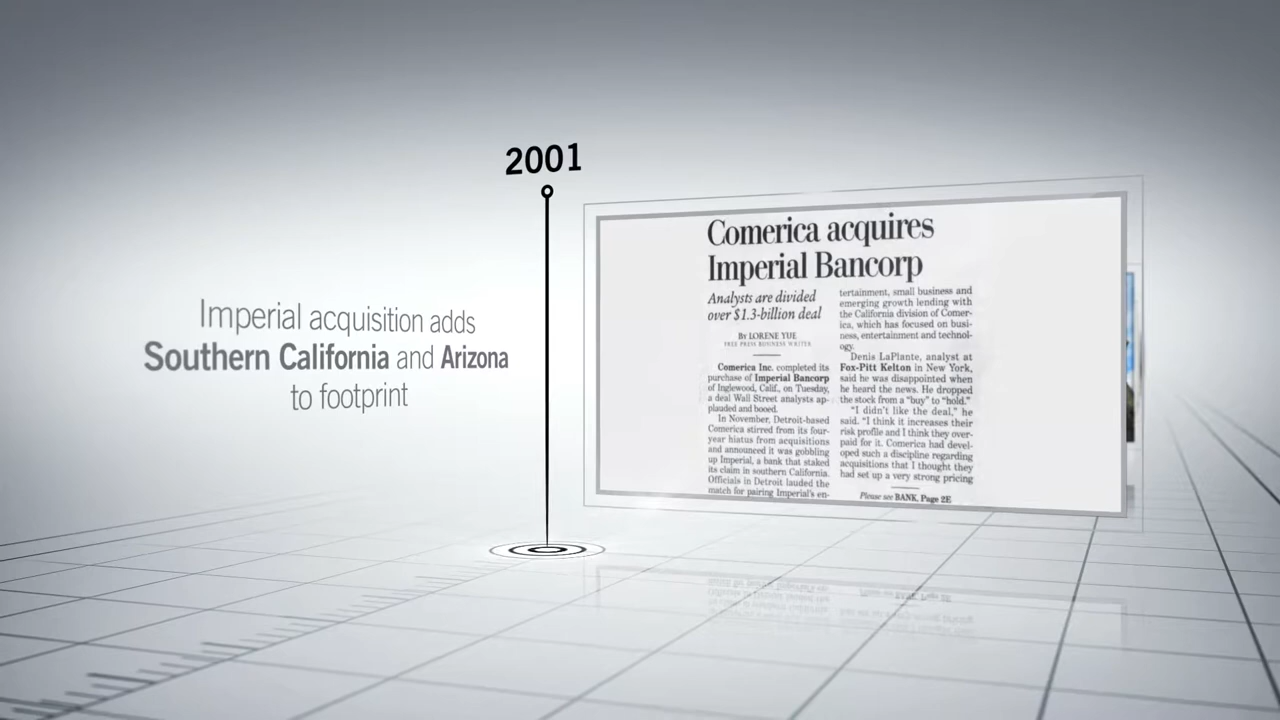 2001
Imperial acquisition adds
Southern California and Arizona
to footprint
Comerica acquires
Imperial Bancorp
Analysts are divided
over $1.3-billion deal
By LORENE YUE
FREE PRESS BUSINESS WRITER
Comerica Inc. completed its
purchase of Imperial Bancorp
of Inglewood, Calif., on Tuesday,
a deal Wall Street analysts ap-
plauded and booed.
In November, Detroit-based
Comerica stirred from its four-
year hiatus from acquisitions
and announced it was gobbling
up Imperial, a bank that staked
its claim in southern California.
Officials in Detroit lauded the
match for pairing Imperial's en-
tertainment, small business and
emerging growth lending with
the California division of Comer-
ica, which has focused on busi-
ness, entertainment and technol-
ogy.
Denis LaPlante, analyst at
Fox-Pitt Kelton in New York,
said he was disappointed when
he heard the news. He dropped
the stock from a "buy" to "hold."
"I didn't like the deal," he
said. "I think it increases their
risk profile and I think they over-
paid for it. Comerica had devel-
oped such a discipline regarding
acquisitions that I thought they
had set up a very strong pricing
Please see BANK, Page 2E